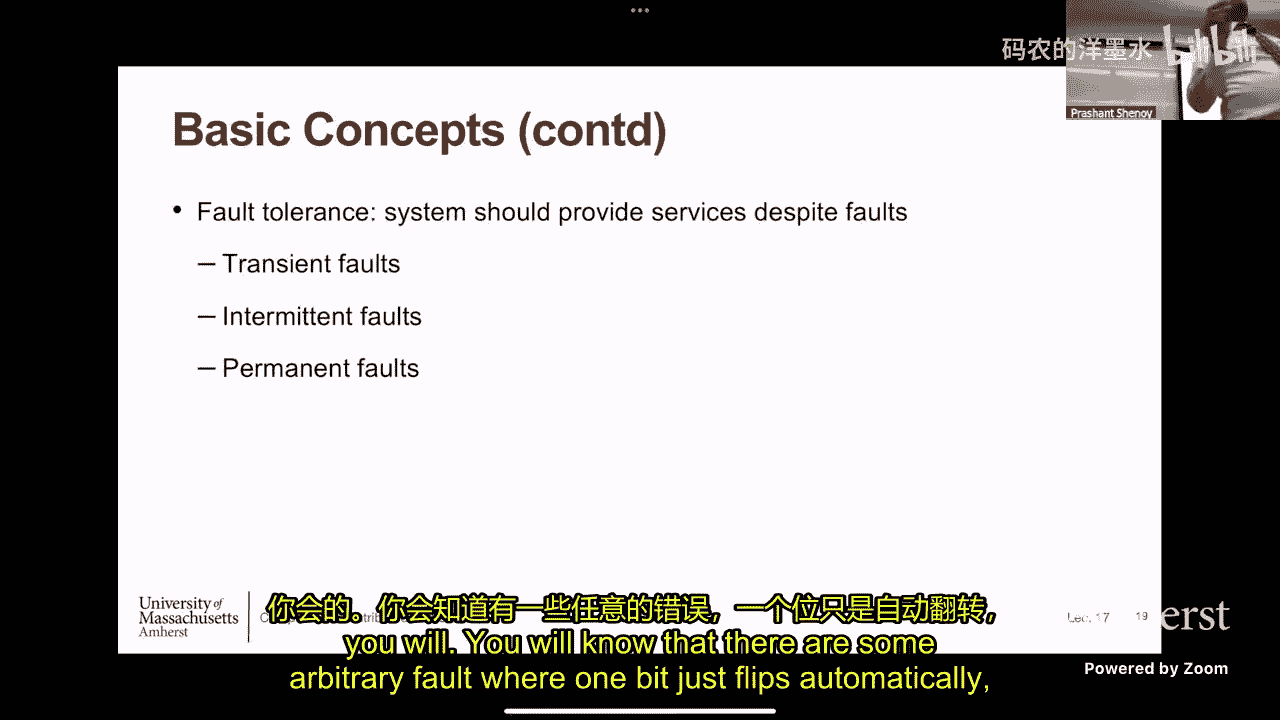 码农的洋墨水 bilibili
Prashant Shenoy
Basic Concepts (contd)
• Fault tolerance: system should provide services despite faults
– Transient faults
– Intermittent faults
– Permanent faults
University of
Massachusetts
Amherst
Lec. 17
19
erst
你会的。你会知道有一些任意的错误，一个位只是自动翻转，
you will. You will know that there are some
arbitrary fault where one bit just flips automatically,
Powered by Zoom